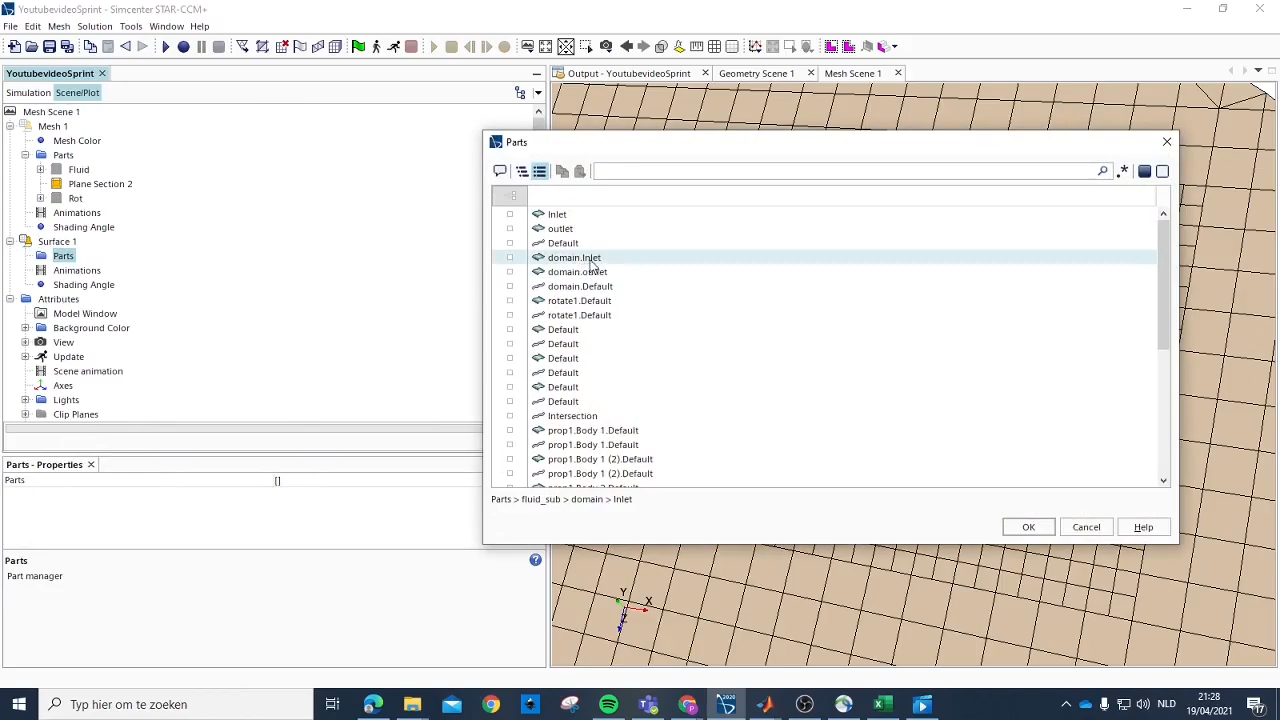 YoutubevideoSprint - Simcenter STAR-CCM+
File Edit Mesh Solution Tools Window Help
YoutubevideoSprint
Output - YoutubevideoSprint
Geometry Scene 1
Mesh Scene 1
Simulation
Scene/Plot
Mesh Scene 1
Mesh 1
Mesh Color
Parts
Fluid
Plane Section 2
Rot
Animations
Shading Angle
Surface 1
Parts
Animations
Shading Angle
Attributes
Model Window
Background Color
View
Update
Scene animation
Axes
Lights
Clip Planes
Parts - Properties
Parts
[]
Parts
Part manager
Parts
Inlet
outlet
Default
domain.Inlet
domain.outlet
domain.Default
rotate1.Default
rotate1.Default
Default
Default
Default
Default
Default
Default
Intersection
prop1.Body 1.Default
prop1.Body 1.Default
prop1.Body 1 (2).Default
prop1.Body 1 (2).Default
Parts > fluid_sub > domain > Inlet
OK
Cancel
Help
Y
X
Z
Typ hier om te zoeken
2020
NLD
21:28
19/04/2021
17